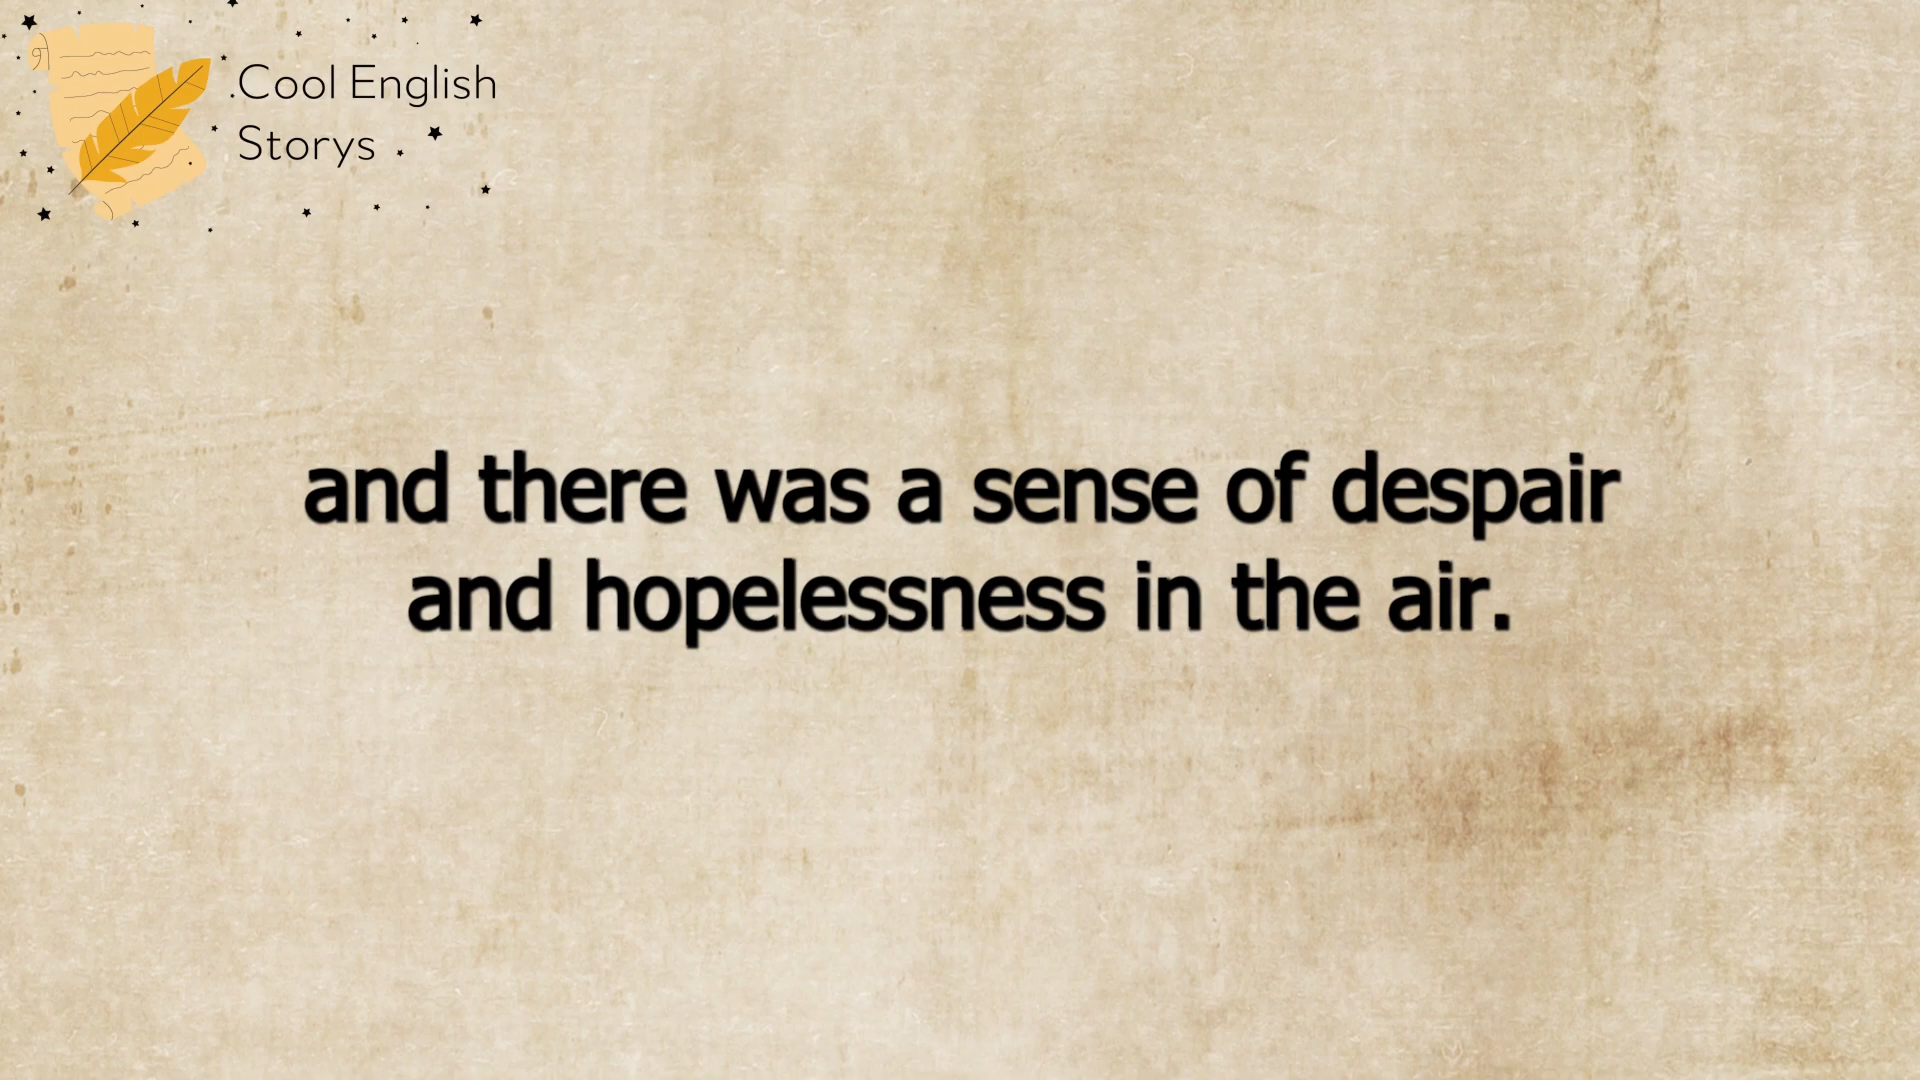 .Cool English
Storys
and there was a sense of despair
and hopelessness in the air.